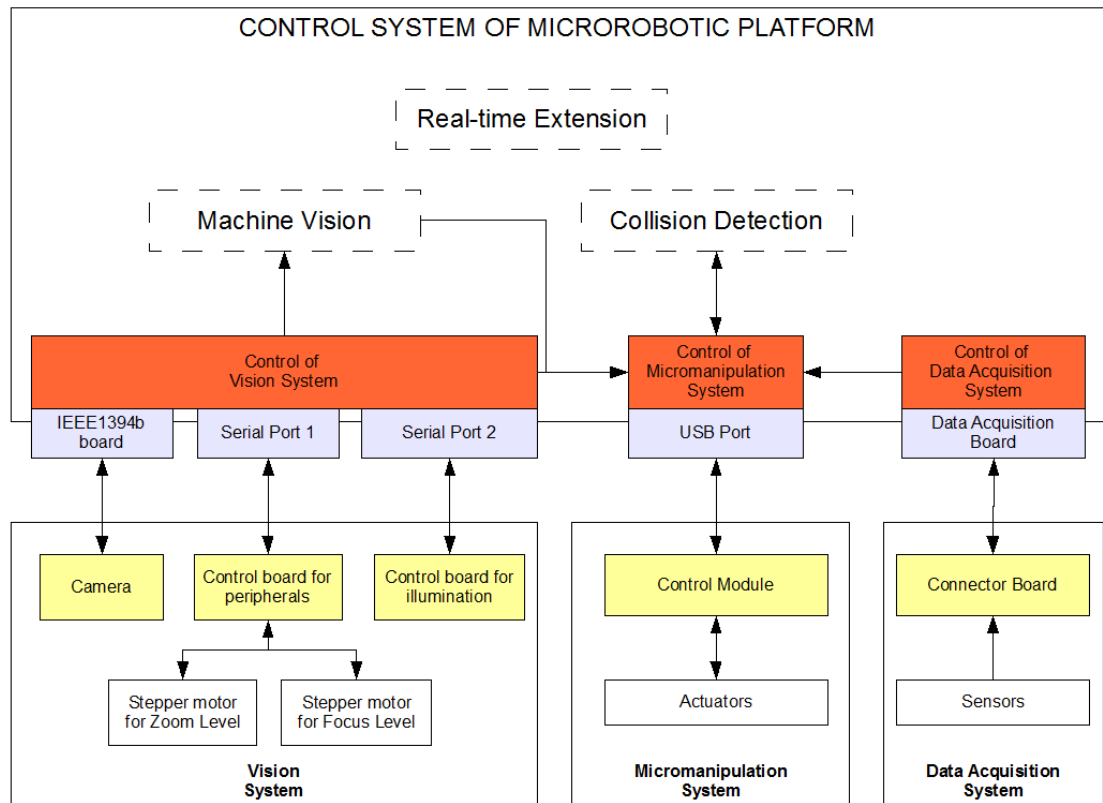 CONTROL SYSTEM OF MICROROBOTIC PLATFORM
Real-time Extension
Machine Vision
Collision Detection
Control of
Vision System
Control of
Micromanipulation
System
Control of
Data Acquisition
System
IEEE1394b
board
Serial Port 1
Serial Port 2
USB Port
Data Acquisition
Board
Camera
Control board for
peripherals
Control board for
illumination
Control Module
Connector Board
Stepper motor
for Zoom Level
Stepper motor
for Focus Level
Actuators
Sensors
Vision
System
Micromanipulation
System
Data Acquisition
System